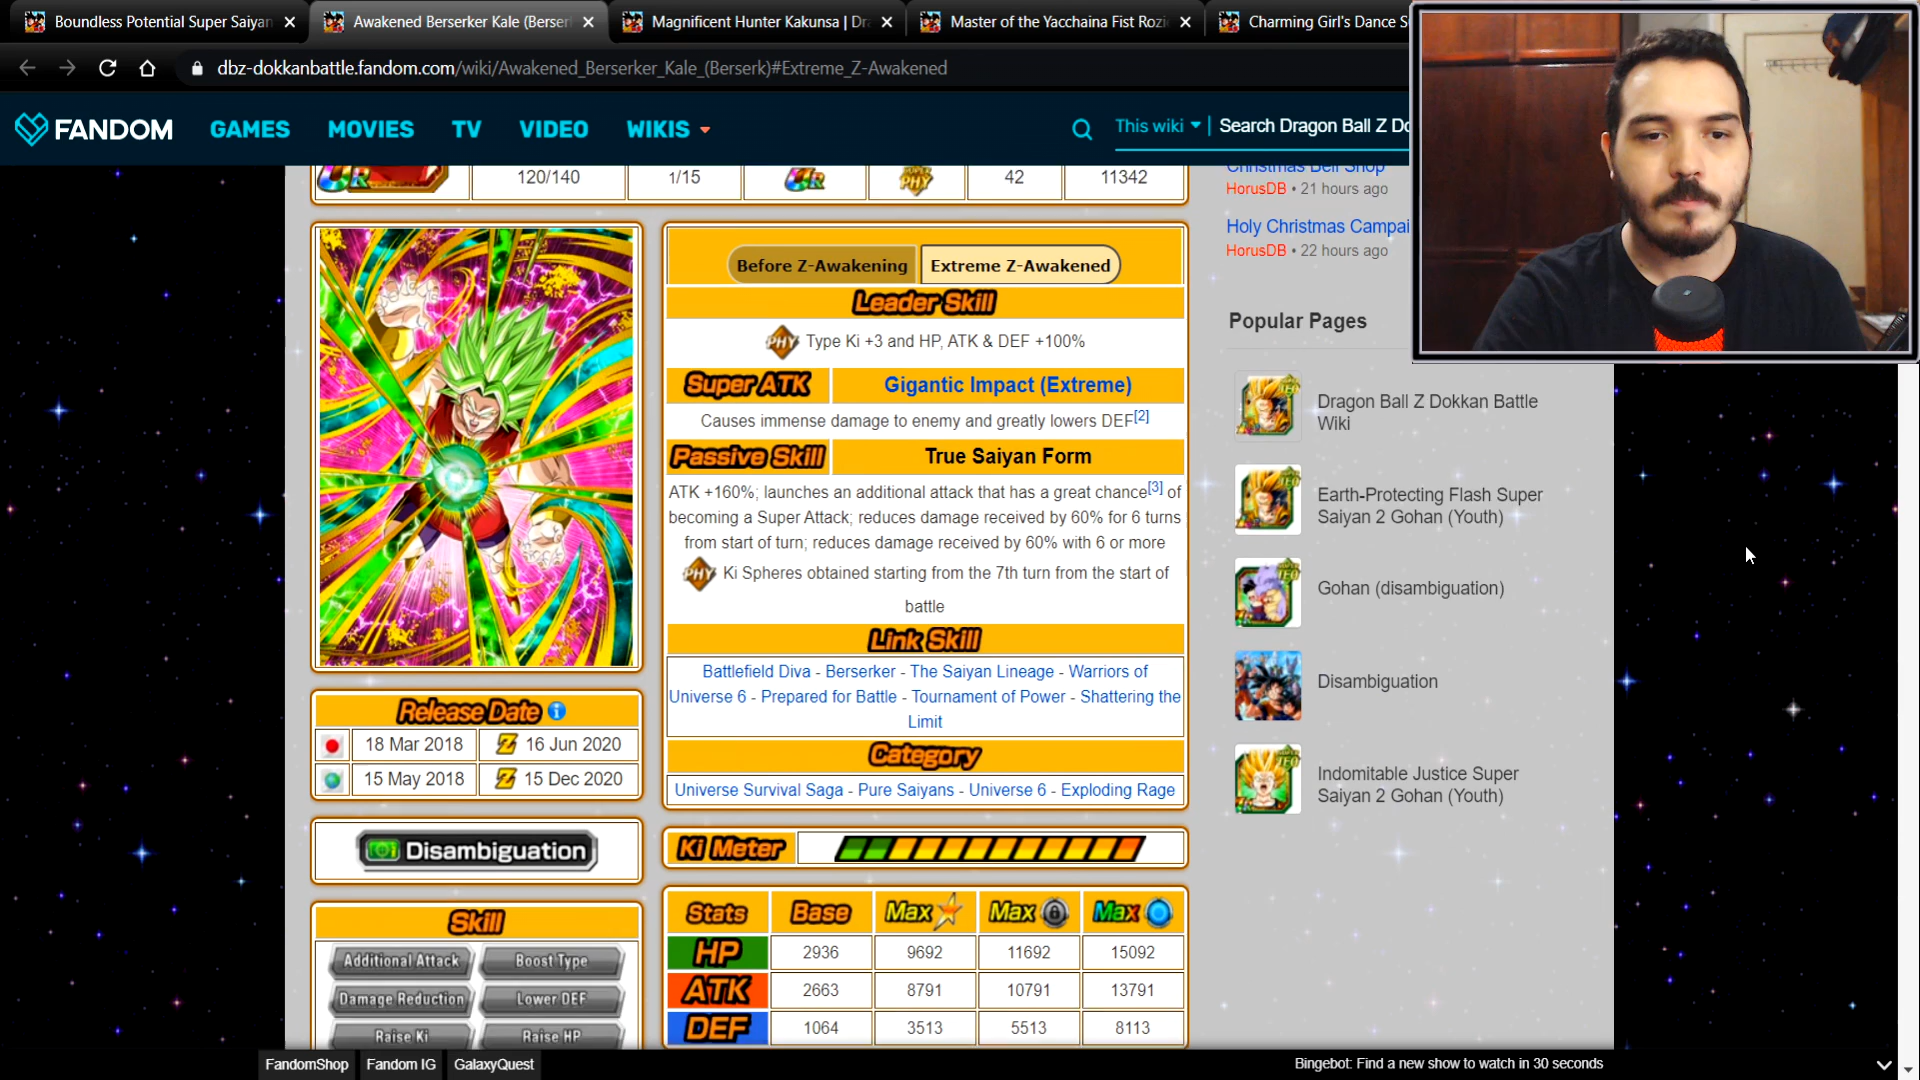 Boundless Potential Super Saiyan
Awakened Berserker Kale (Berser
Magnificent Hunter Kakunsa | Dra
Master of the Yacchaina Fist Rozie
Charming Girl's Dance S
dbz-dokkanbattle.fandom.com/wiki/Awakened_Berserker_Kale_(Berserk)#Extreme_Z-Awakened
FANDOM
GAMES
MOVIES
TV
VIDEO
WIKIS
This wiki
Search Dragon Ball Z Do
UR
120/140
1/15
UR
SUPER PHY
42
11342
Christmas Bell Shop
HorusDB • 21 hours ago
Holy Christmas Campai
HorusDB • 22 hours ago
Before Z-Awakening
Extreme Z-Awakened
Leader Skill
PHY Type Ki +3 and HP, ATK & DEF +100%
Super ATK
Gigantic Impact (Extreme)
Causes immense damage to enemy and greatly lowers DEF[2]
Passive Skill
True Saiyan Form
ATK +160%; launches an additional attack that has a great chance[3] of
becoming a Super Attack; reduces damage received by 60% for 6 turns
from start of turn; reduces damage received by 60% with 6 or more
PHY Ki Spheres obtained starting from the 7th turn from the start of
battle
Link Skill
Battlefield Diva - Berserker - The Saiyan Lineage - Warriors of
Universe 6 - Prepared for Battle - Tournament of Power - Shattering the
Limit
Category
Universe Survival Saga - Pure Saiyans - Universe 6 - Exploding Rage
Release Date
18 Mar 2018
Z 16 Jun 2020
15 May 2018
Z 15 Dec 2020
Disambiguation
Skill
Additional Attack
Boost Type
Damage Reduction
Lower DEF
Raise Ki
Raise HP
Ki Meter
Stats
Base
Max
Max
Max
HP
2936
9692
11692
15092
ATK
2663
8791
10791
13791
DEF
1064
3513
5513
8113
Popular Pages
Dragon Ball Z Dokkan Battle
Wiki
Earth-Protecting Flash Super
Saiyan 2 Gohan (Youth)
Gohan (disambiguation)
Disambiguation
Indomitable Justice Super
Saiyan 2 Gohan (Youth)
FandomShop
Fandom IG
GalaxyQuest
Bingebot: Find a new show to watch in 30 seconds